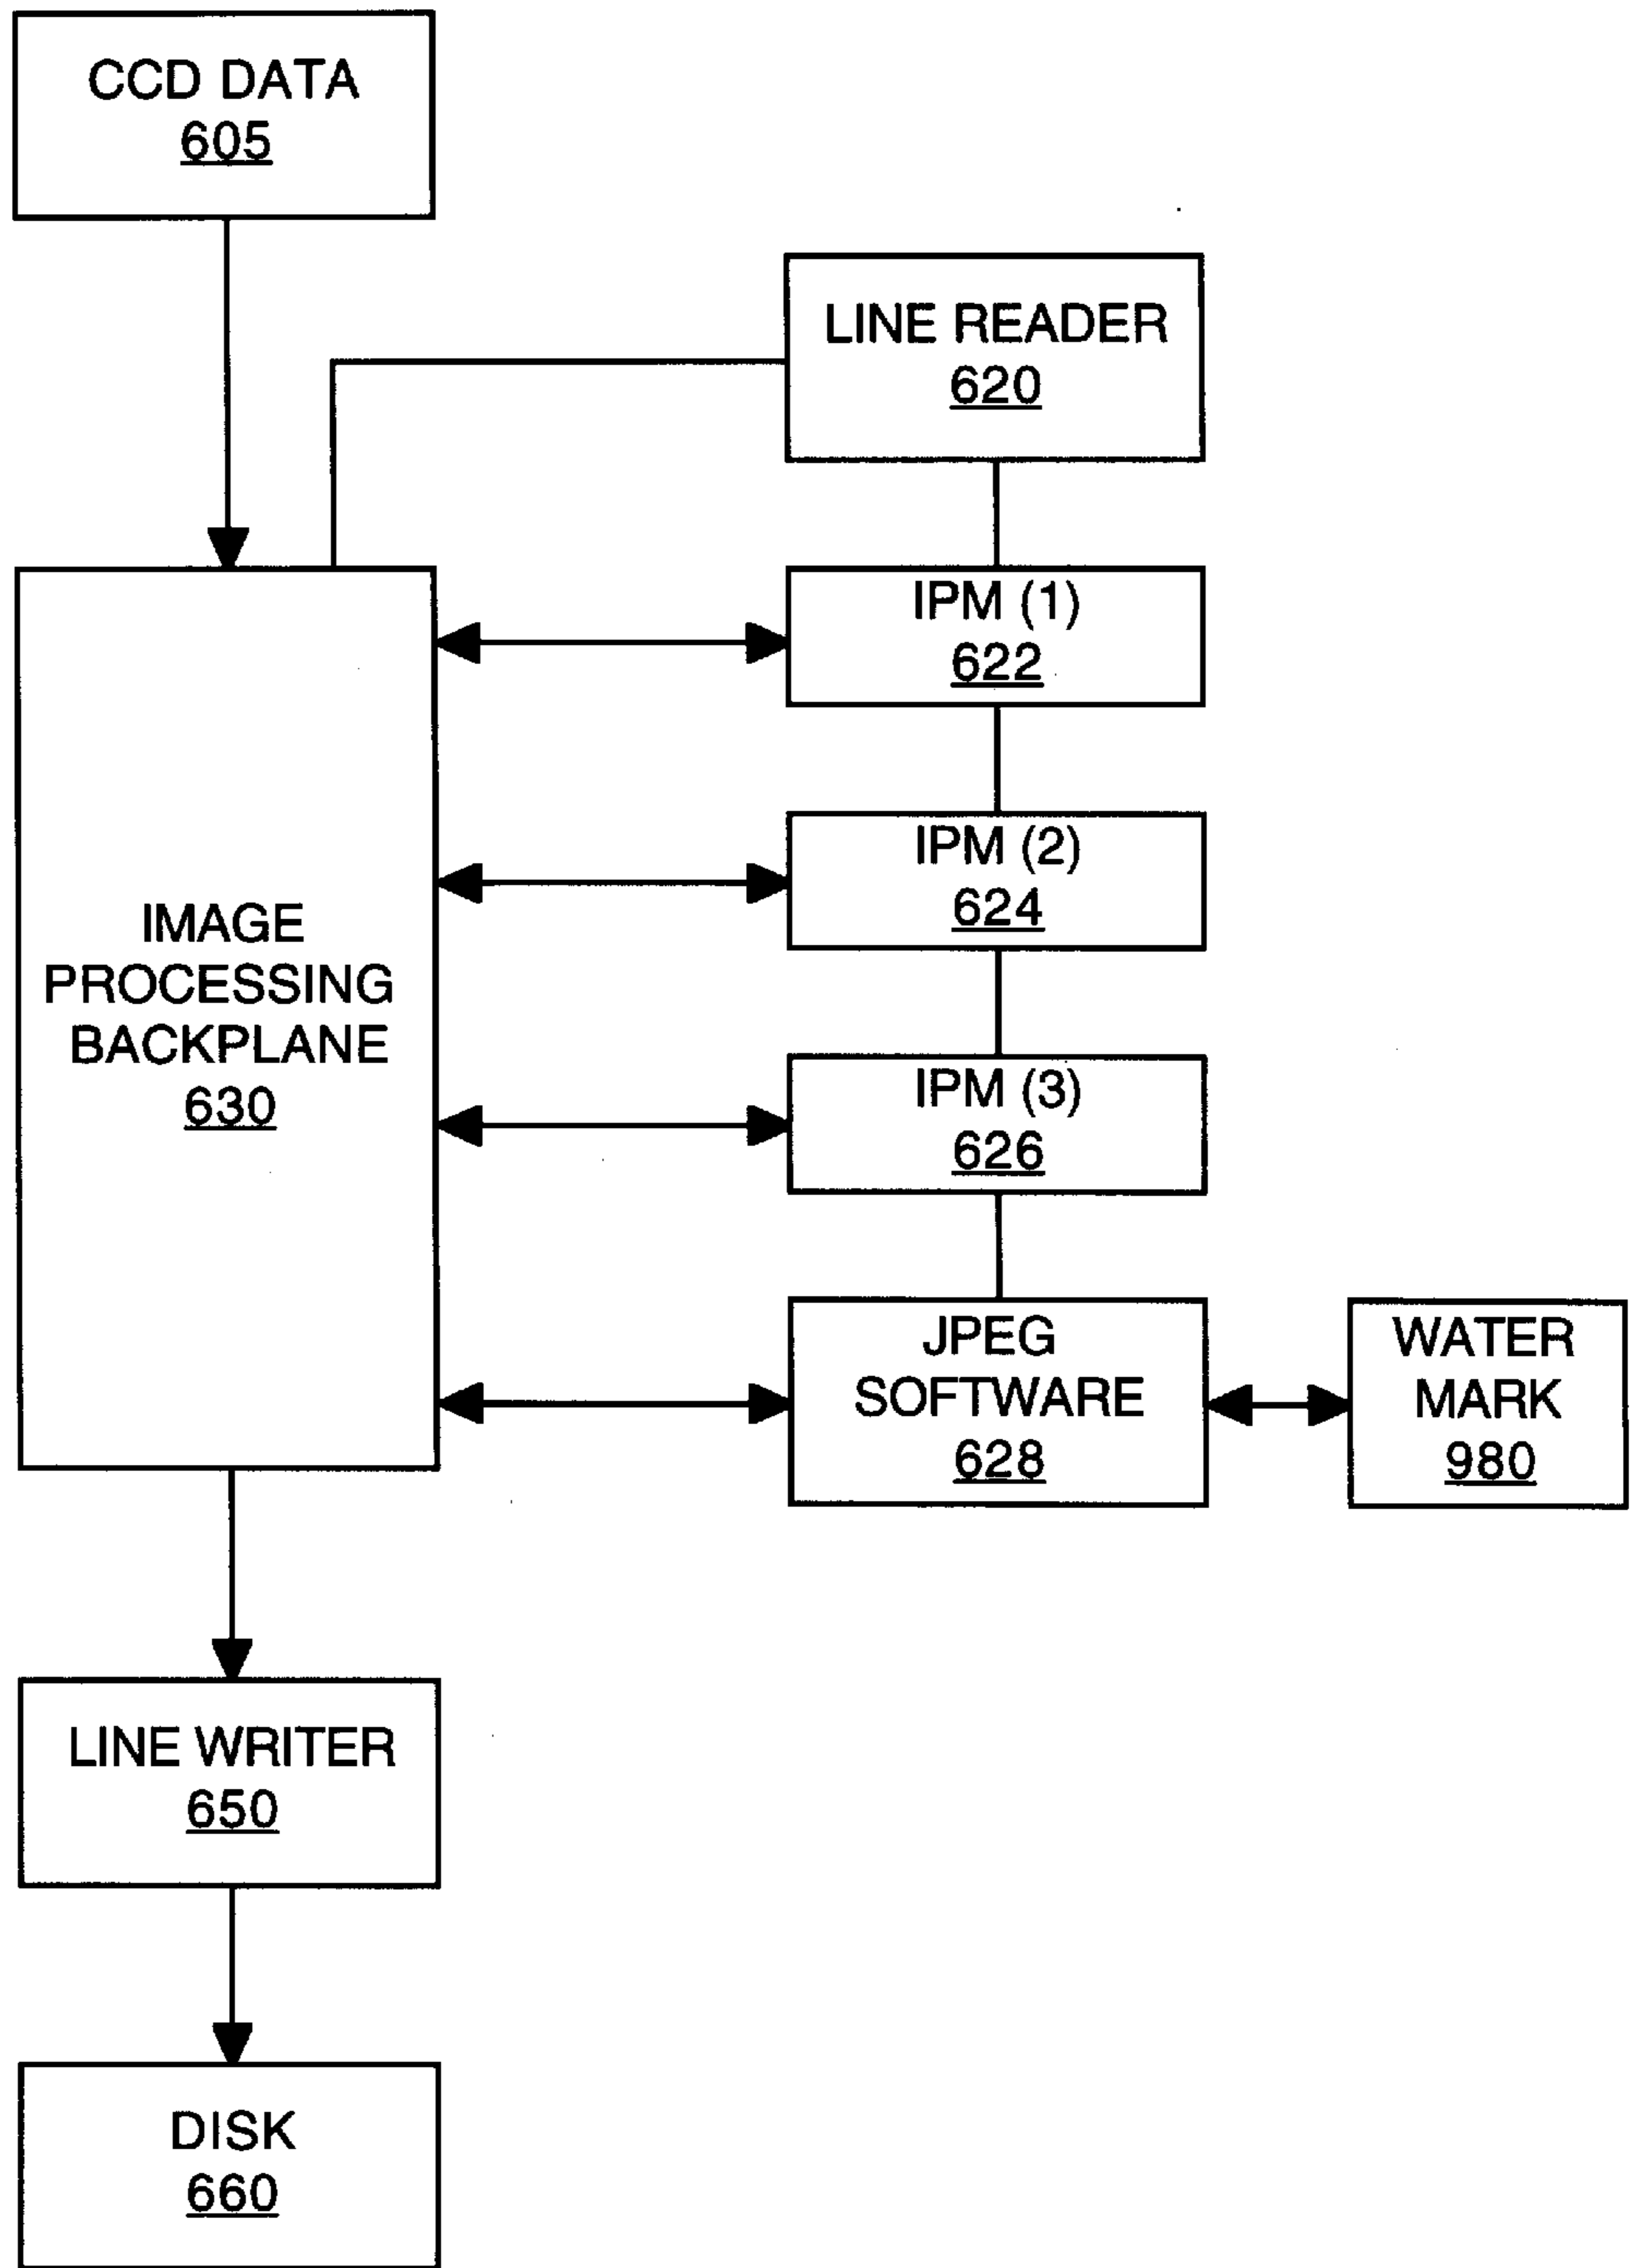 CCD DATA
605
LINE READER
620
IPM (1)
622
IPM (2)
624
IMAGE
PROCESSING
BACKPLANE
630
IPM (3)
626
JPEG
SOFTWARE
628
WATER
MARK
980
LINE WRITER
650
DISK
660